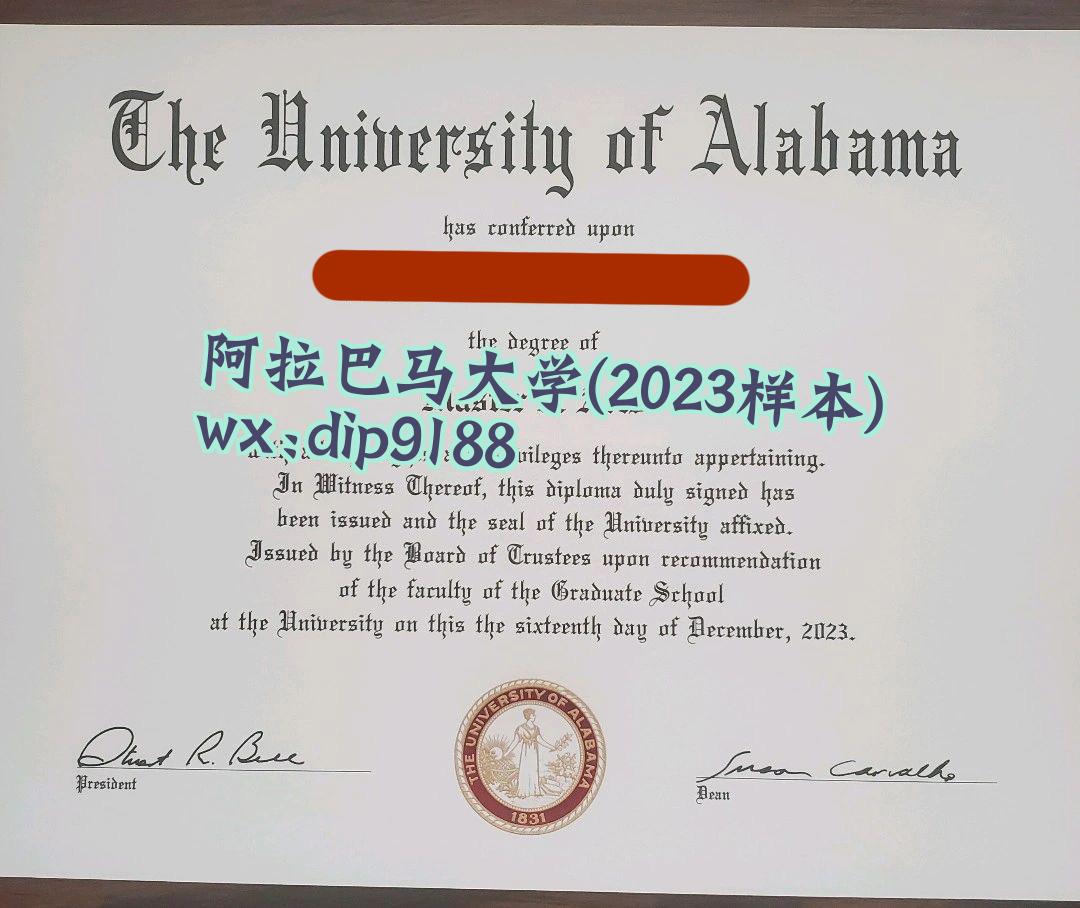 The University of Alabama
has conferred upon
the degree of
阿拉巴马大学(2023样本)
wx:dip9188
thereunto appertaining.
In Witness Thereof, this diploma duly signed has
been issued and the seal of the University affixed.
Issued by the Board of Trustees upon recommendation
of the faculty of the Graduate School
at the University on this the sixteenth day of December, 2023.
Stuart R. Bell
President
THE UNIVERSITY OF ALABAMA
1831
Susan Carvalho
Dean